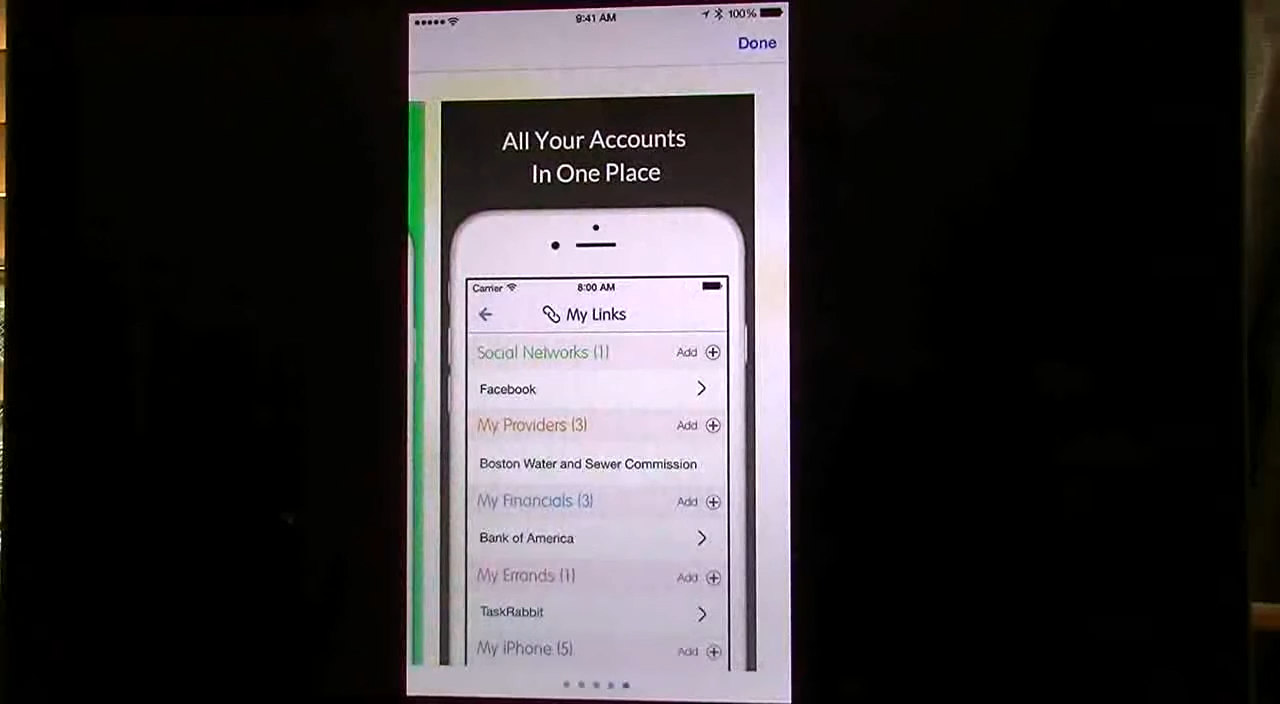 9:41 AM 100%
Done
All Your Accounts
In One Place
Carrier 8:00 AM
My Links
Social Networks (1) Add
Facebook
My Providers (3) Add
Boston Water and Sewer Commission
My Financials (3) Add
Bank of America
My Errands (1) Add
TaskRabbit
My iPhone (5) Add